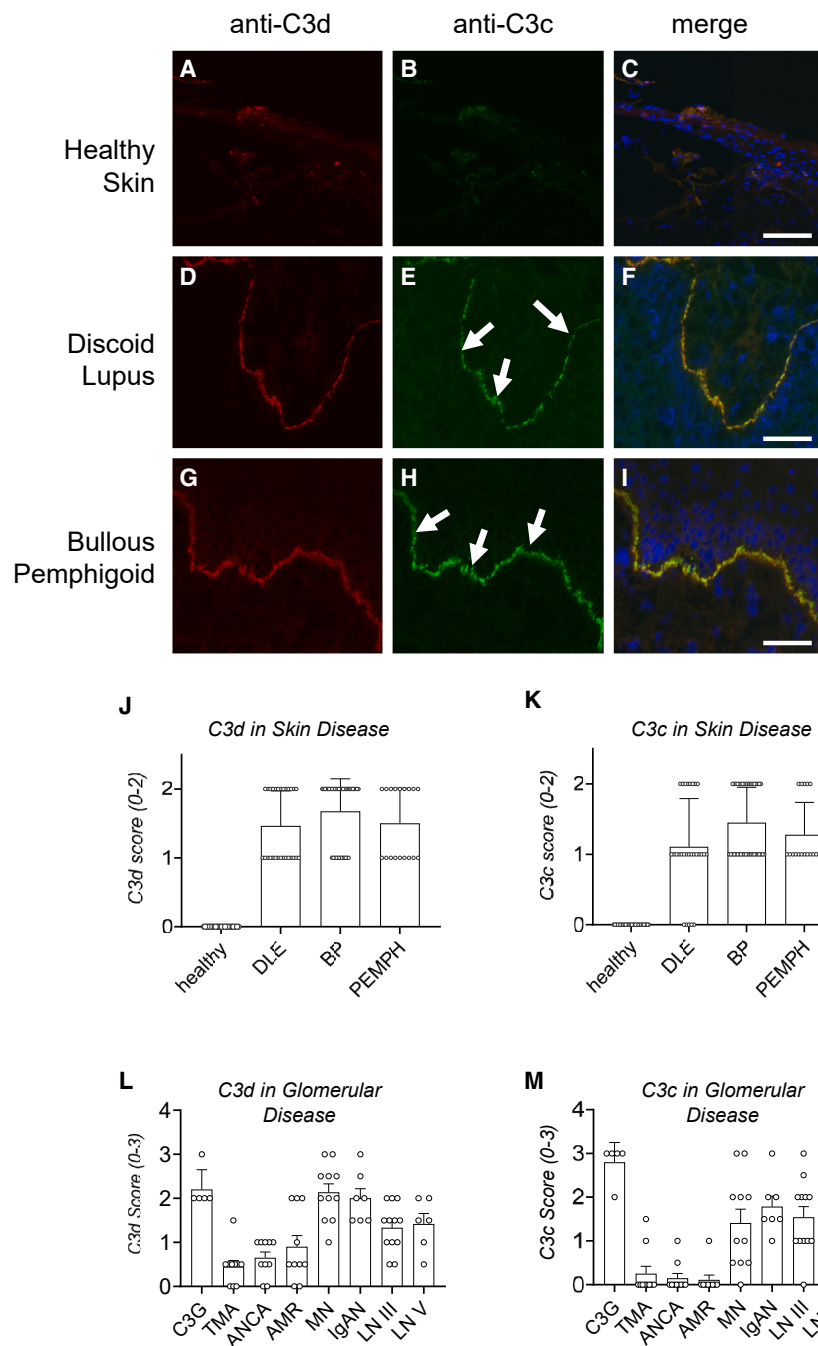 anti-C3d anti-C3c merge
A B C
Healthy
Skin
D E F
Discoid
Lupus
G H I
Bullous
Pemphigoid
J
C3d in Skin Disease
C3d score (0-2)
2
1
0
healthy DLE BP PEMPH
K
C3c in Skin Disease
C3c score (0-2)
2
1
0
healthy DLE BP PEMPH
L
C3d in Glomerular
Disease
C3d Score (0-3)
4
3
2
1
0
C3G TMA ANCA AMR MN IgAN LN III LN V
M
C3c in Glomerular
Disease
C3c Score (0-3)
4
3
2
1
0
C3G TMA ANCA AMR MN IgAN LN III LN